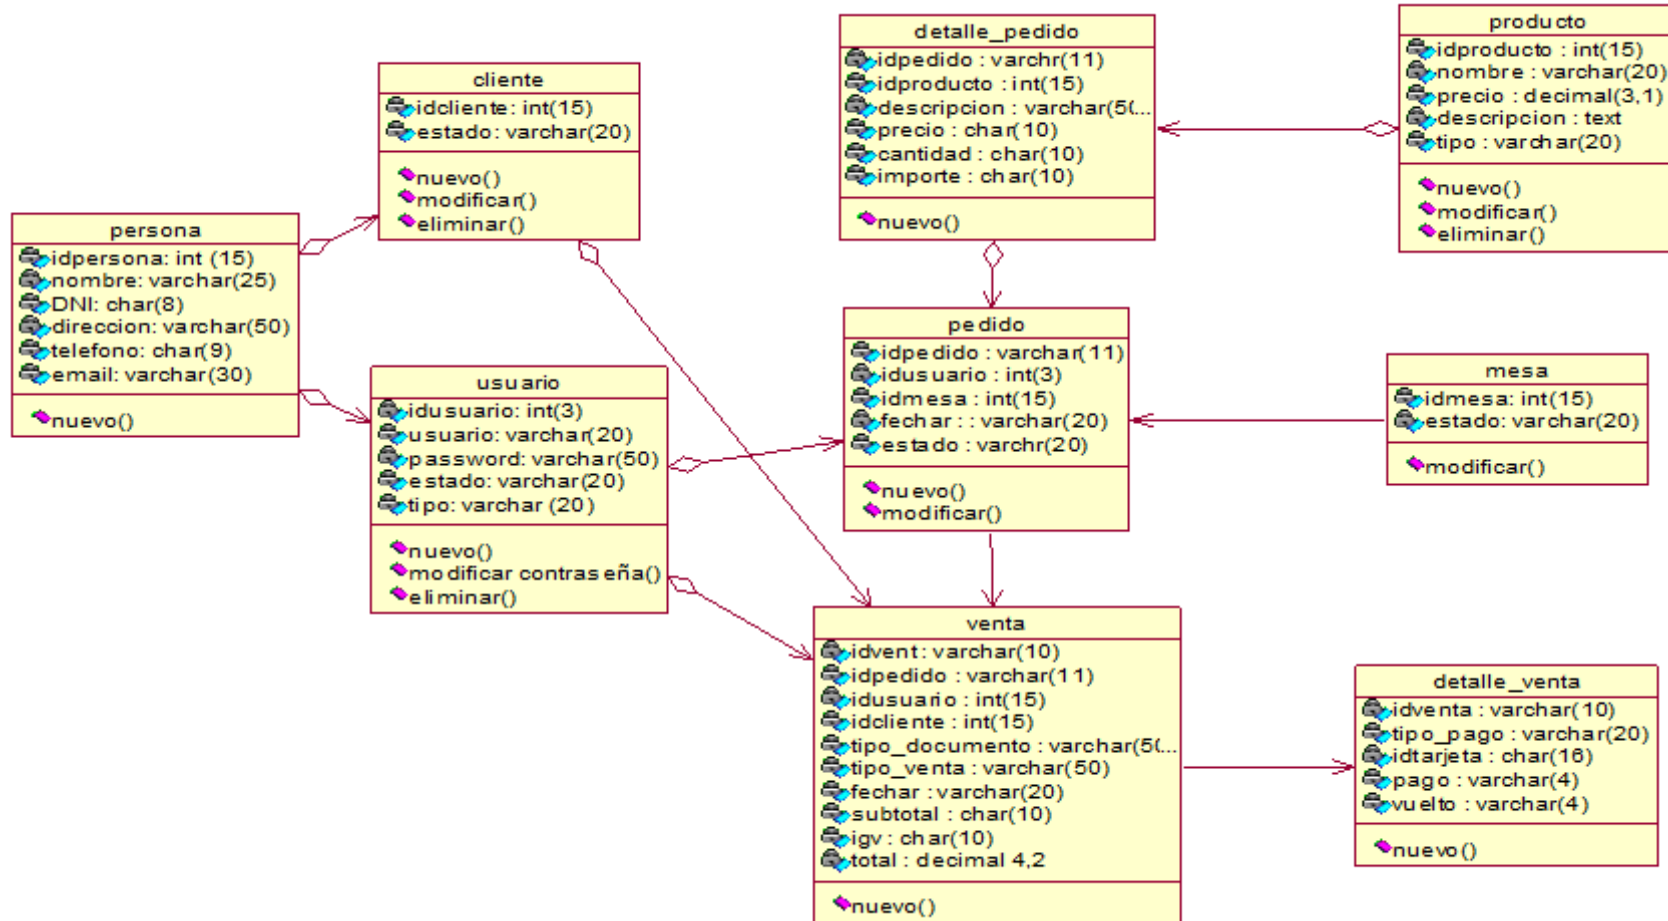 persona
idpersona: int (15)
nombre: varchar(25)
DNI: char(8)
direccion: varchar(50)
telefono: char(9)
email: varchar(30)
nuevo()
cliente
idcliente: int(15)
estado: varchar(20)
nuevo()
modificar()
eliminar()
usuario
idusuario: int(3)
usuario: varchar(20)
password: varchar(50)
estado: varchar(20)
tipo: varchar (20)
nuevo()
modificar contraseña()
eliminar()
detalle_pedido
idpedido : varchr(11)
idproducto : int(15)
descripcion : varchar(5(...
precio : char(10)
cantidad : char(10)
importe : char(10)
nuevo()
pedido
idpedido : varchar(11)
idusuario : int(3)
idmesa : int(15)
fechar : : varchar(20)
estado : varchr(20)
nuevo()
modificar()
venta
idvent: varchar(10)
idpedido : varchar(11)
idusuario : int(15)
idcliente : int(15)
tipo_documento : varchar(5(...
tipo_venta : varchar(50)
fechar : varchar(20)
subtotal : char(10)
igv : char(10)
total : decimal 4,2
nuevo()
producto
idproducto : int(15)
nombre : varchar(20)
precio : decimal(3,1)
descripcion : text
tipo : varchar(20)
nuevo()
modificar()
eliminar()
mesa
idmesa: int(15)
estado: varchar(20)
modificar()
detalle_venta
idventa : varchar(10)
tipo_pago : varchar(20)
idtarjeta : char(16)
pago : varchar(4)
vuelto : varchar(4)
nuevo()